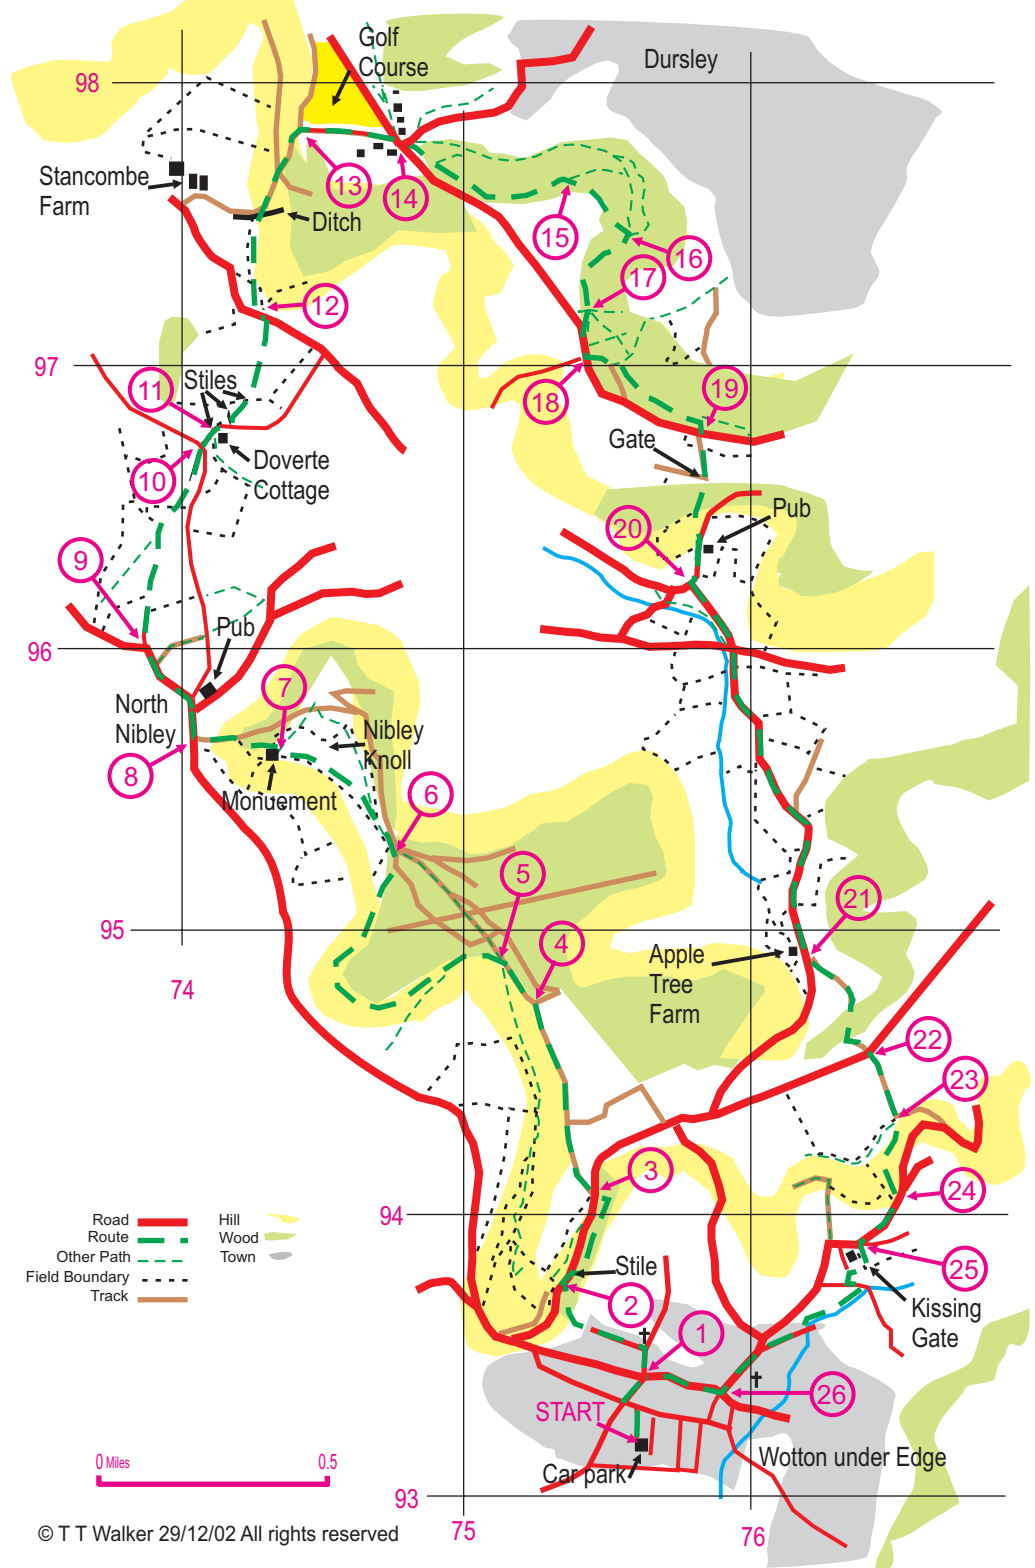 Golf
Course
Dursley
98
Stancombe
Farm
13
14
Ditch
15
16
17
12
97
11
Stiles
18
19
Gate
10
Doverte
Cottage
Pub
20
9
96
Pub
7
North
Nibley
Nibley
Knoll
8
Monuement
6
5
21
95
4
Apple
Tree
Farm
74
22
23
3
24
94
Road
Route
Other Path
Field Boundary
Track
Hill
Wood
Town
Stile
25
2
Kissing
Gate
1
26
START
0 Miles
0.5
Car park
Wotton under Edge
93
© T T Walker 29/12/02 All rights reserved
75
76